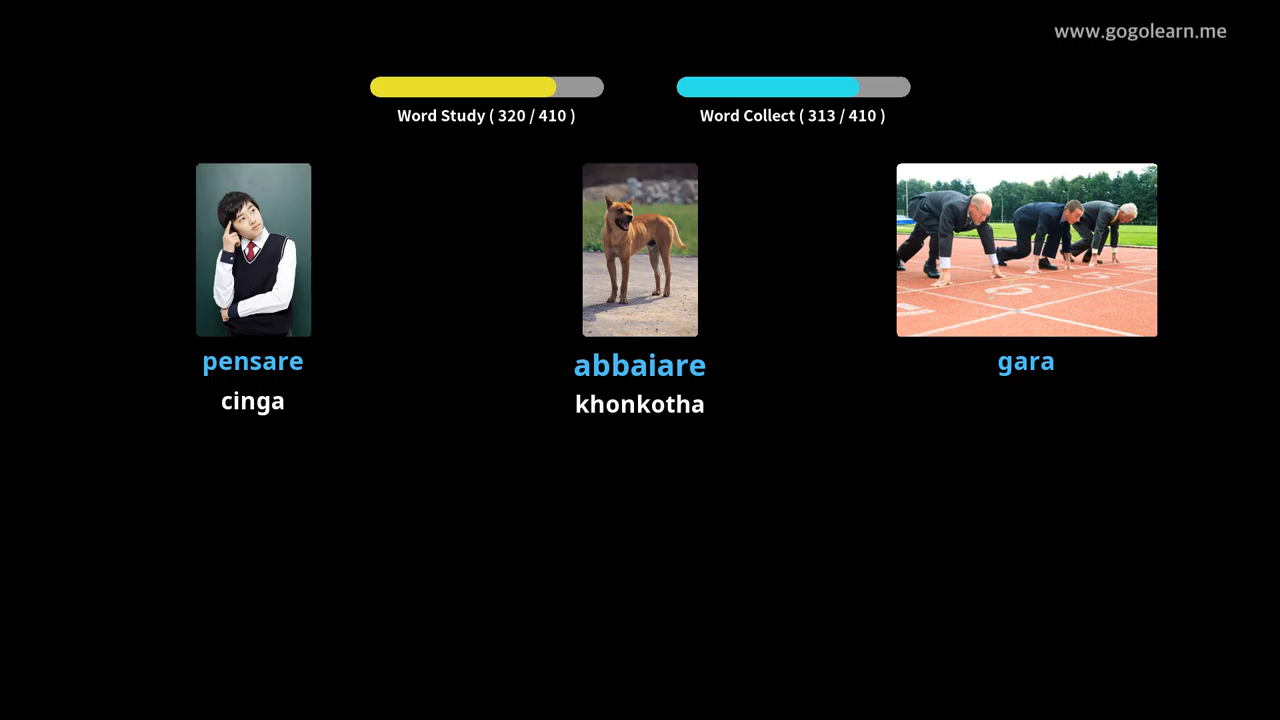 www.gogolearn.me
Word Study ( 320 / 410 )
Word Collect ( 313 / 410 )
pensare
abbaiare
gara
cinga
khonkotha